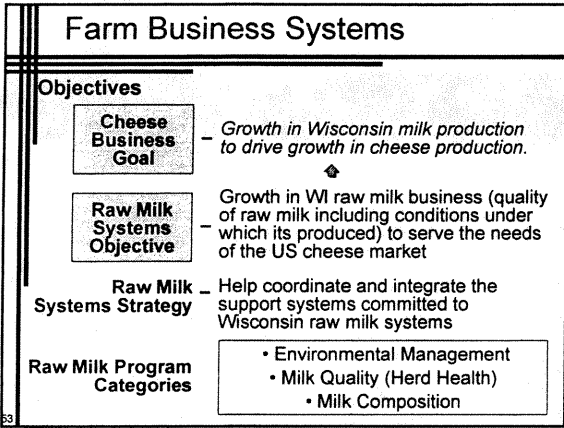 Farm Business Systems
Objectives
Cheese
Business
Goal
– Growth in Wisconsin milk production
to drive growth in cheese production.
Raw Milk
Systems
Objective
– Growth in WI raw milk business (quality
of raw milk including conditions under
which its produced) to serve the needs
of the US cheese market
Raw Milk
Systems Strategy
– Help coordinate and integrate the
support systems committed to
Wisconsin raw milk systems
Raw Milk Program
Categories
• Environmental Management
• Milk Quality (Herd Health)
• Milk Composition
53